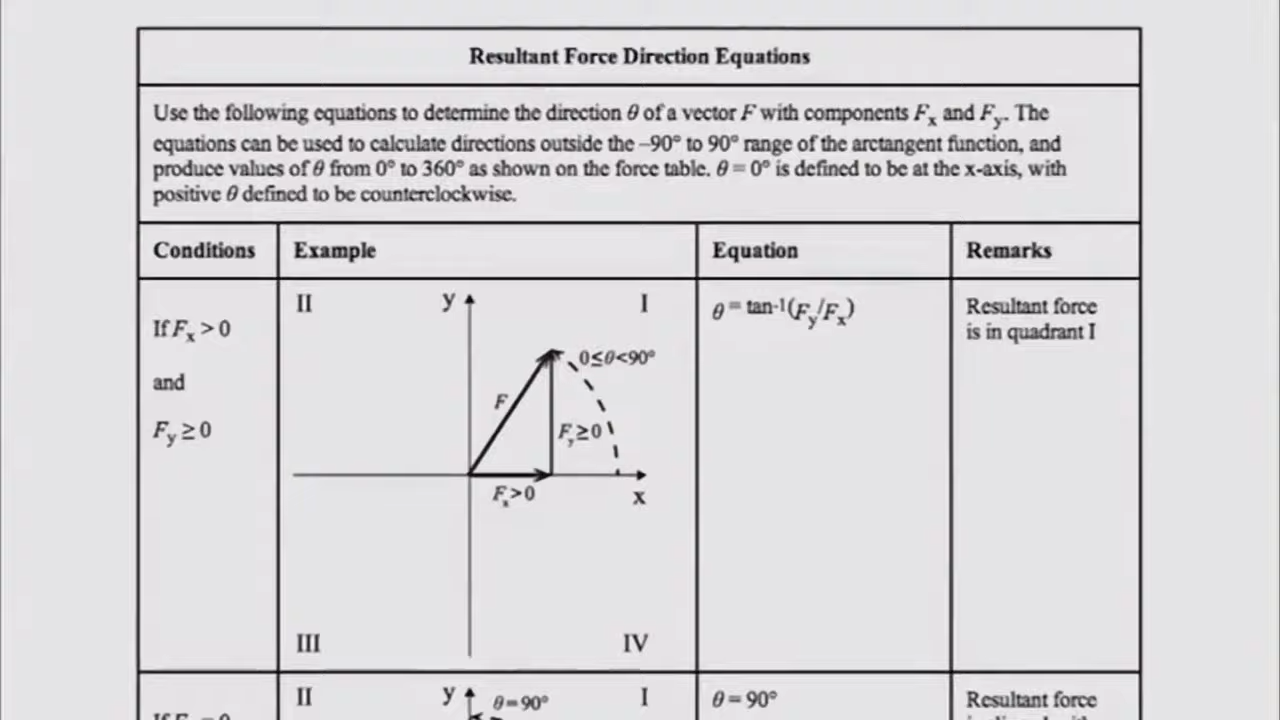 Resultant Force Direction Equations
Use the following equations to determine the direction θ of a vector F with components Fx and Fy. The
equations can be used to calculate directions outside the –90° to 90° range of the arctangent function, and
produce values of θ from 0° to 360° as shown on the force table. θ = 0° is defined to be at the x-axis, with
positive θ defined to be counterclockwise.
Conditions Example Equation Remarks
If Fx > 0
and
Fy ≥ 0
II y I
0≤θ<90°
F
Fy≥0
Fx>0
x
III IV
θ = tan-1(Fy/Fx)
Resultant force
is in quadrant I
II y θ=90° I
θ = 90°
Resultant force